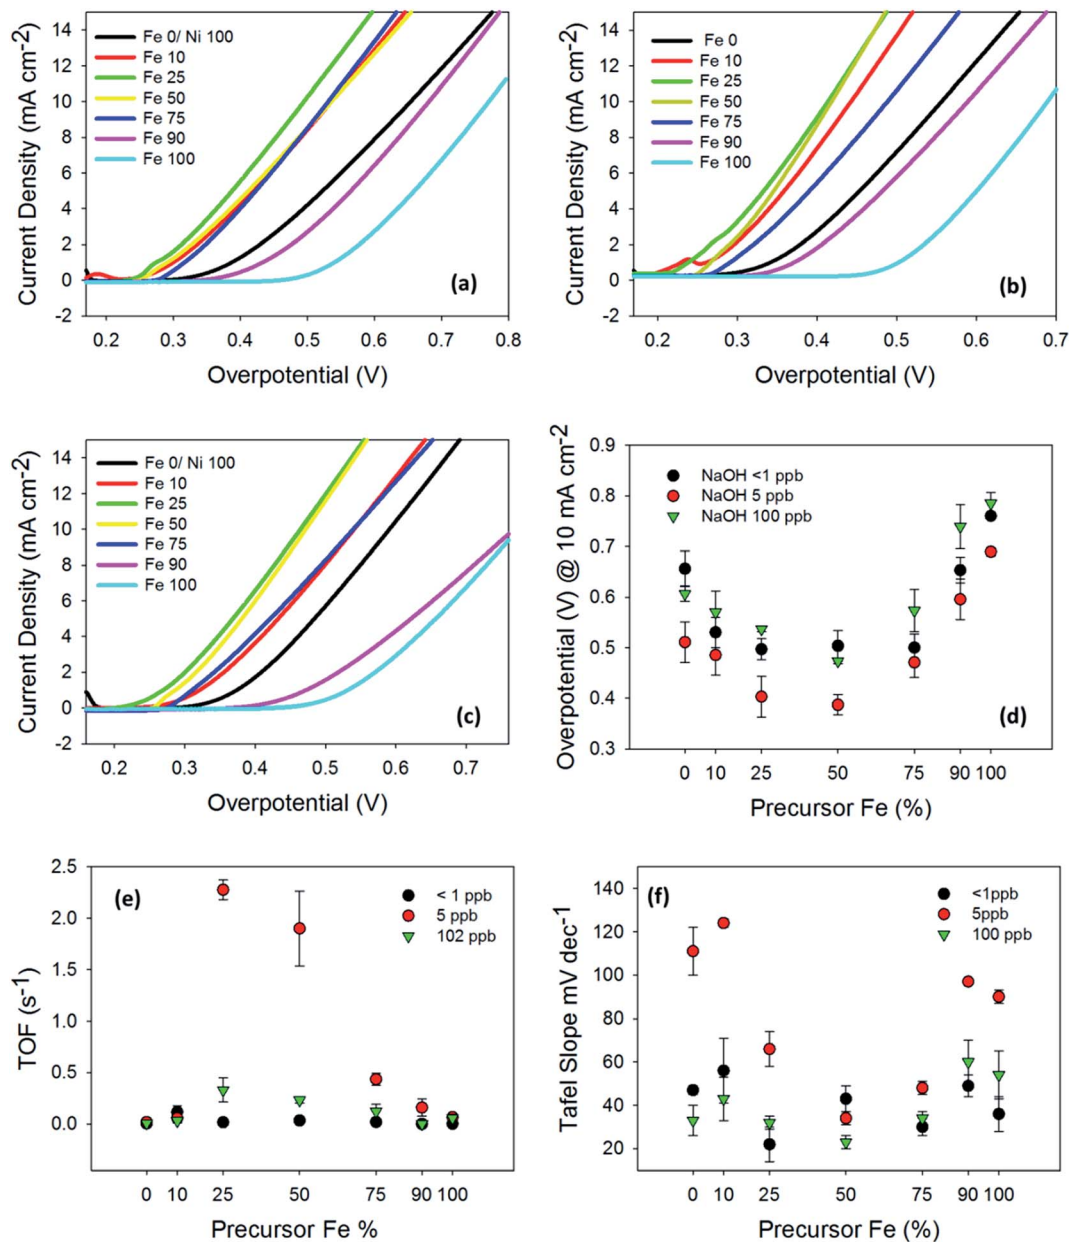 14
12
10
8
6
4
2
0
-2
Current Density (mA cm-2)
Fe 0/ Ni 100
Fe 10
Fe 25
Fe 50
Fe 75
Fe 90
Fe 100
(a)
0.2 0.3 0.4 0.5 0.6 0.7 0.8
Overpotential (V)
14
12
10
8
6
4
2
0
-2
Current Density (mA cm-2)
Fe 0
Fe 10
Fe 25
Fe 50
Fe 75
Fe 90
Fe 100
(b)
0.2 0.3 0.4 0.5 0.6 0.7
Overpotential (V)
14
12
10
8
6
4
2
0
-2
Current Density (mA cm-2)
Fe 0/ Ni 100
Fe 10
Fe 25
Fe 50
Fe 75
Fe 90
Fe 100
(c)
0.2 0.3 0.4 0.5 0.6 0.7
Overpotential (V)
0.9
0.8
0.7
0.6
0.5
0.4
0.3
Overpotential (V) @ 10 mA cm-2
NaOH <1 ppb
NaOH 5 ppb
NaOH 100 ppb
(d)
0 10 25 50 75 90 100
Precursor Fe (%)
2.5
2.0
1.5
1.0
0.5
0.0
TOF (s-1)
(e)
< 1 ppb
5 ppb
102 ppb
0 10 25 50 75 90 100
Precursor Fe %
140
120
100
80
60
40
20
Tafel Slope mV dec-1
(f)
<1ppb
5ppb
100 ppb
0 10 25 50 75 90 100
Precursor Fe (%)